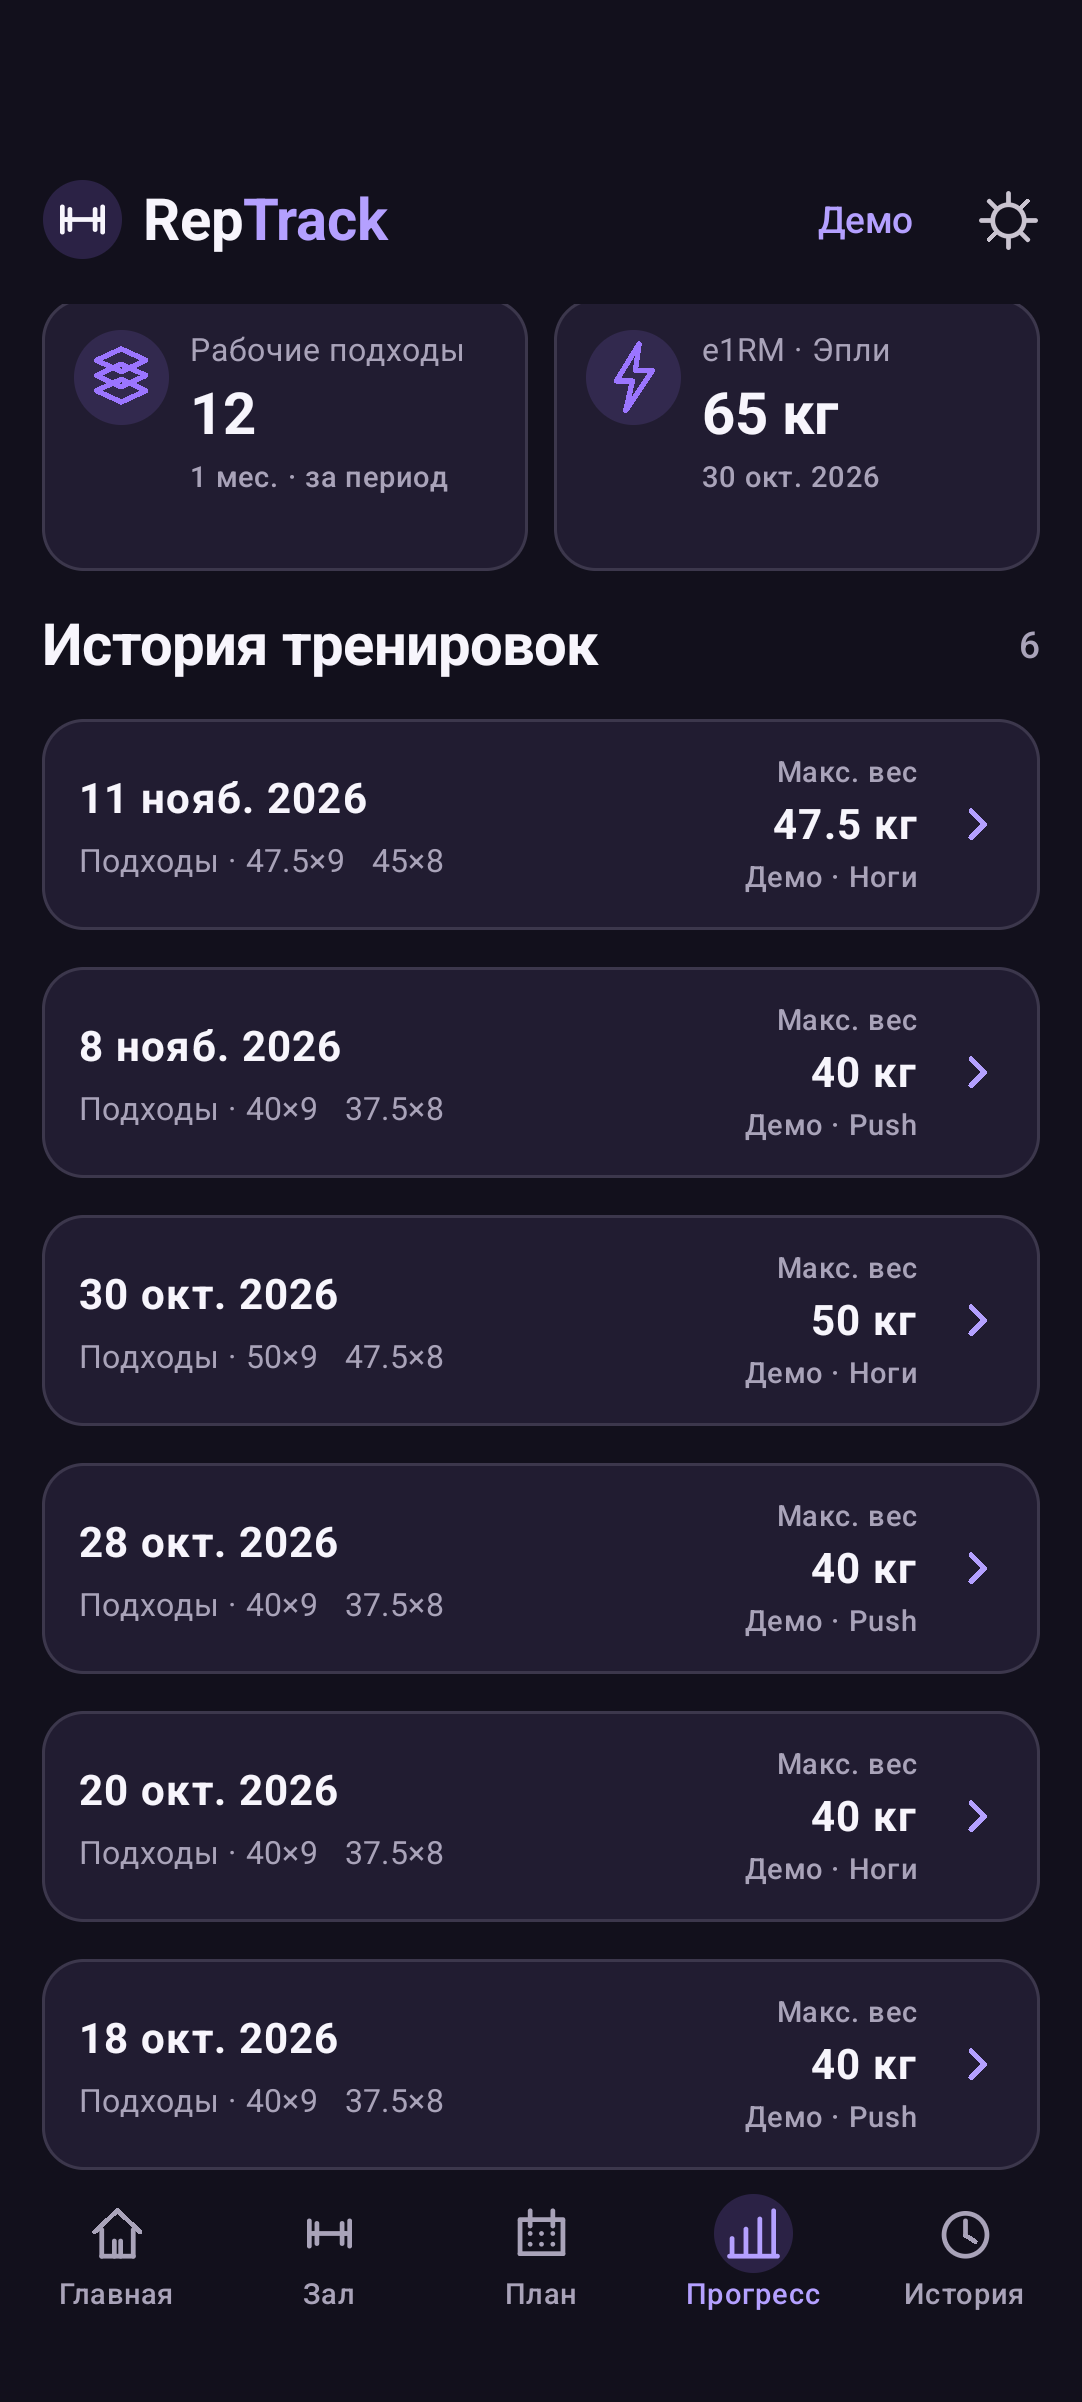 RepTrack
Демо
Рабочие подходы
12
1 мес. · за период
e1RM · Эпли
65 кг
30 окт. 2026
История тренировок
6
11 нояб. 2026
Подходы · 47.5×9 45×8
Макс. вес
47.5 кг
Демо · Ноги
8 нояб. 2026
Подходы · 40×9 37.5×8
Макс. вес
40 кг
Демо · Push
30 окт. 2026
Подходы · 50×9 47.5×8
Макс. вес
50 кг
Демо · Ноги
28 окт. 2026
Подходы · 40×9 37.5×8
Макс. вес
40 кг
Демо · Push
20 окт. 2026
Подходы · 40×9 37.5×8
Макс. вес
40 кг
Демо · Ноги
18 окт. 2026
Подходы · 40×9 37.5×8
Макс. вес
40 кг
Демо · Push
Главная
Зал
План
Прогресс
История